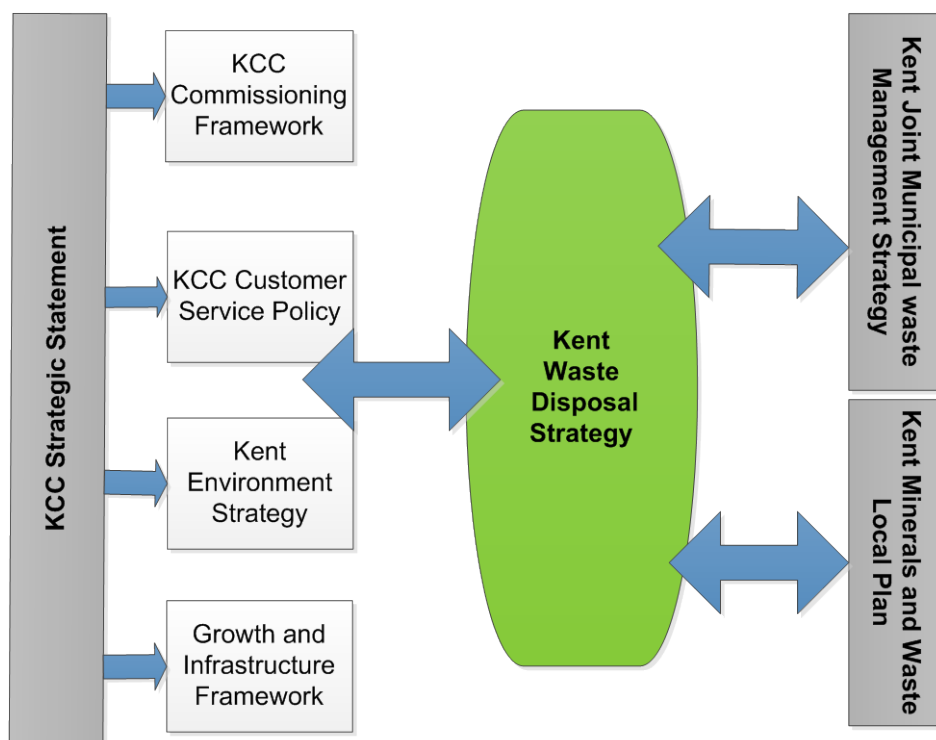 KCC Strategic Statement
KCC
Commissioning
Framework
KCC Customer
Service Policy
Kent
Environment
Strategy
Growth and
Infrastructure
Framework
Kent
Waste
Disposal
Strategy
Kent Joint Municipal waste
Management Strategy
Kent Minerals and Waste
Local Plan